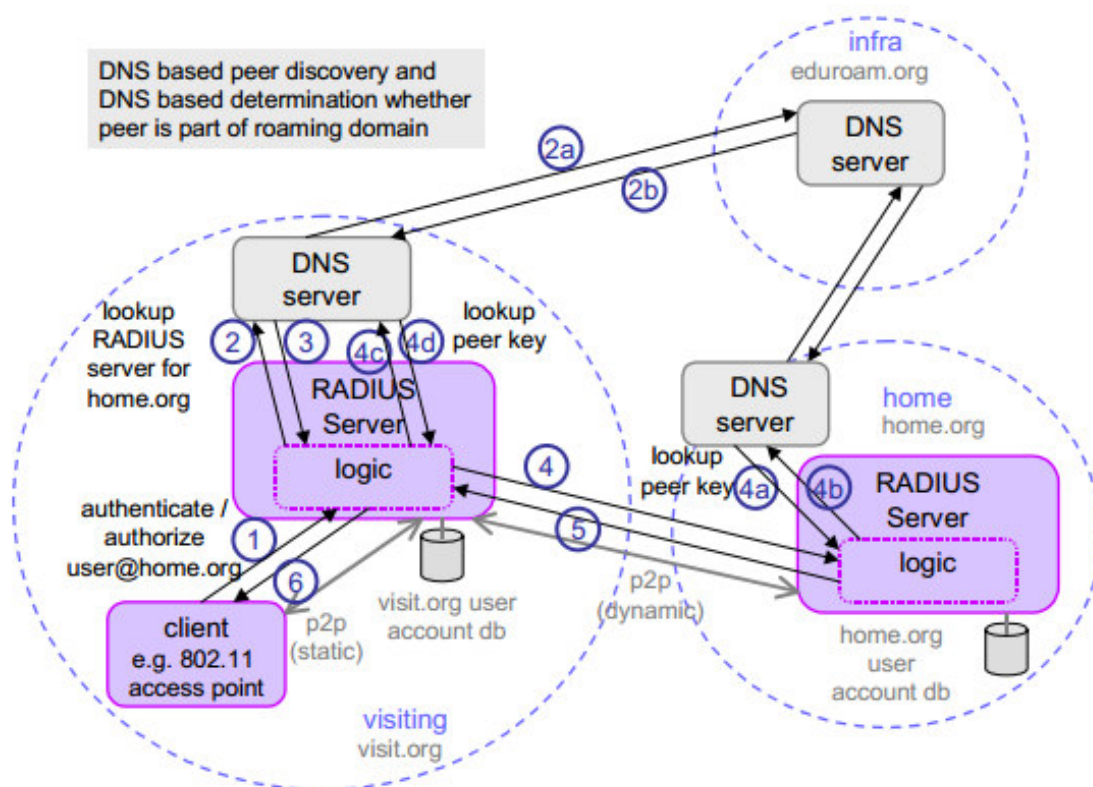 DNS based peer discovery and
DNS based determination whether
peer is part of roaming domain
infra
eduroam.org
DNS
server
2a
2b
DNS
server
lookup
RADIUS
server for
home.org
2
3
4c
4d
lookup
peer key
RADIUS
Server
logic
DNS
server
home
home.org
lookup
peer key
4a
4b
RADIUS
Server
logic
4
5
authenticate /
authorize
user@home.org
1
6
p2p
(static)
visit.org user
account db
p2p
(dynamic)
client
e.g. 802.11
access point
home.org
user
account db
visiting
visit.org